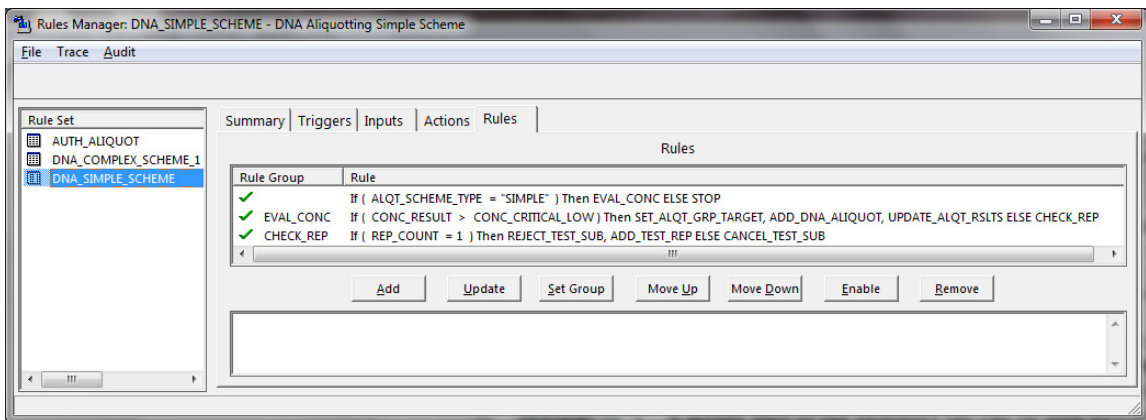 Rules Manager: DNA_SIMPLE_SCHEME - DNA Aliquotting Simple Scheme
File Trace Audit
Rule Set
AUTH_ALIQUOT
DNA_COMPLEX_SCHEME_1
DNA_SIMPLE_SCHEME
Summary Triggers Inputs Actions Rules
Rules
Rule Group Rule
If ( ALQT_SCHEME_TYPE = "SIMPLE" ) Then EVAL_CONC ELSE STOP
EVAL_CONC If ( CONC_RESULT > CONC_CRITICAL_LOW ) Then SET_ALQT_GRP_TARGET, ADD_DNA_ALIQUOT, UPDATE_ALQT_RSLTS ELSE CHECK_REP
CHECK_REP If ( REP_COUNT = 1 ) Then REJECT_TEST_SUB, ADD_TEST_REP ELSE CANCEL_TEST_SUB
Add Update Set Group Move Up Move Down Enable Remove